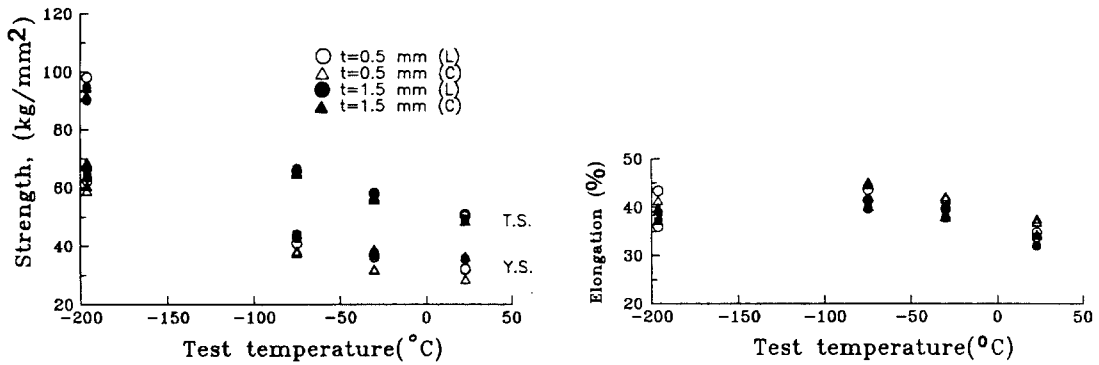 Strength, (kg/mm²)
120
100
80
60
40
20
t=0.5 mm (L)
t=0.5 mm (C)
t=1.5 mm (L)
t=1.5 mm (C)
T.S.
Y.S.
-200 -150 -100 -50 0 50
Test temperature(°C)
Elongation (%)
50
40
30
20
-200 -150 -100 -50 0 50
Test temperature(°C)